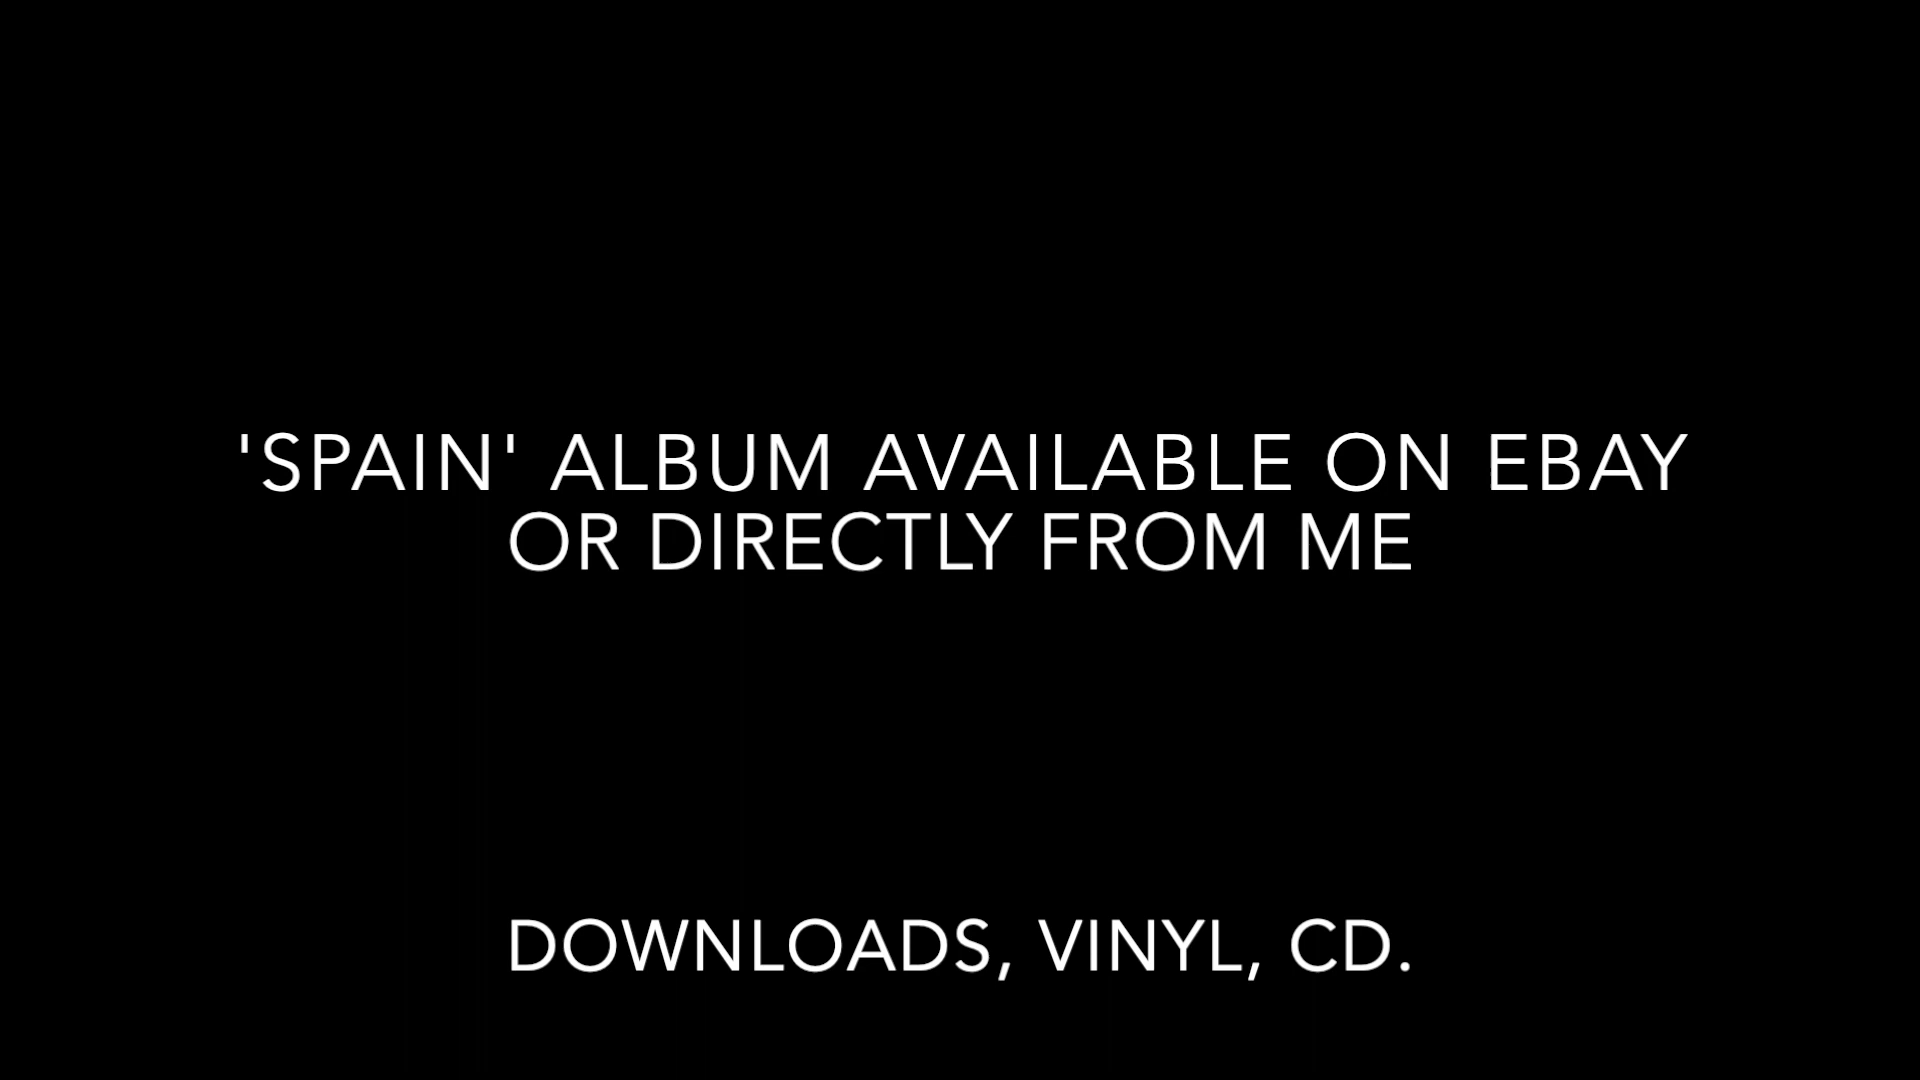 'SPAIN' ALBUM AVAILABLE ON EBAY
OR DIRECTLY FROM ME
DOWNLOADS, VINYL, CD.